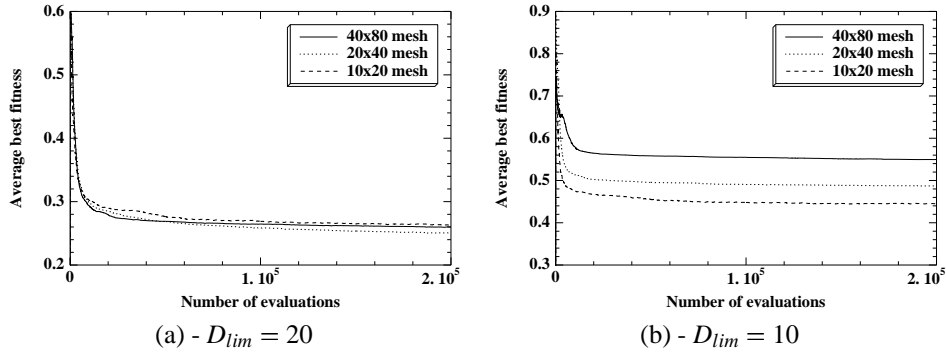 0.6
0.5
0.4
0.3
0.2
Average best fitness
40x80 mesh
20x40 mesh
10x20 mesh
0
1. 10^5
2. 10^5
Number of evaluations
(a) - D_lim = 20
0.9
0.8
0.7
0.6
0.5
0.4
0.3
Average best fitness
40x80 mesh
20x40 mesh
10x20 mesh
0
1. 10^5
2. 10^5
Number of evaluations
(b) - D_lim = 10